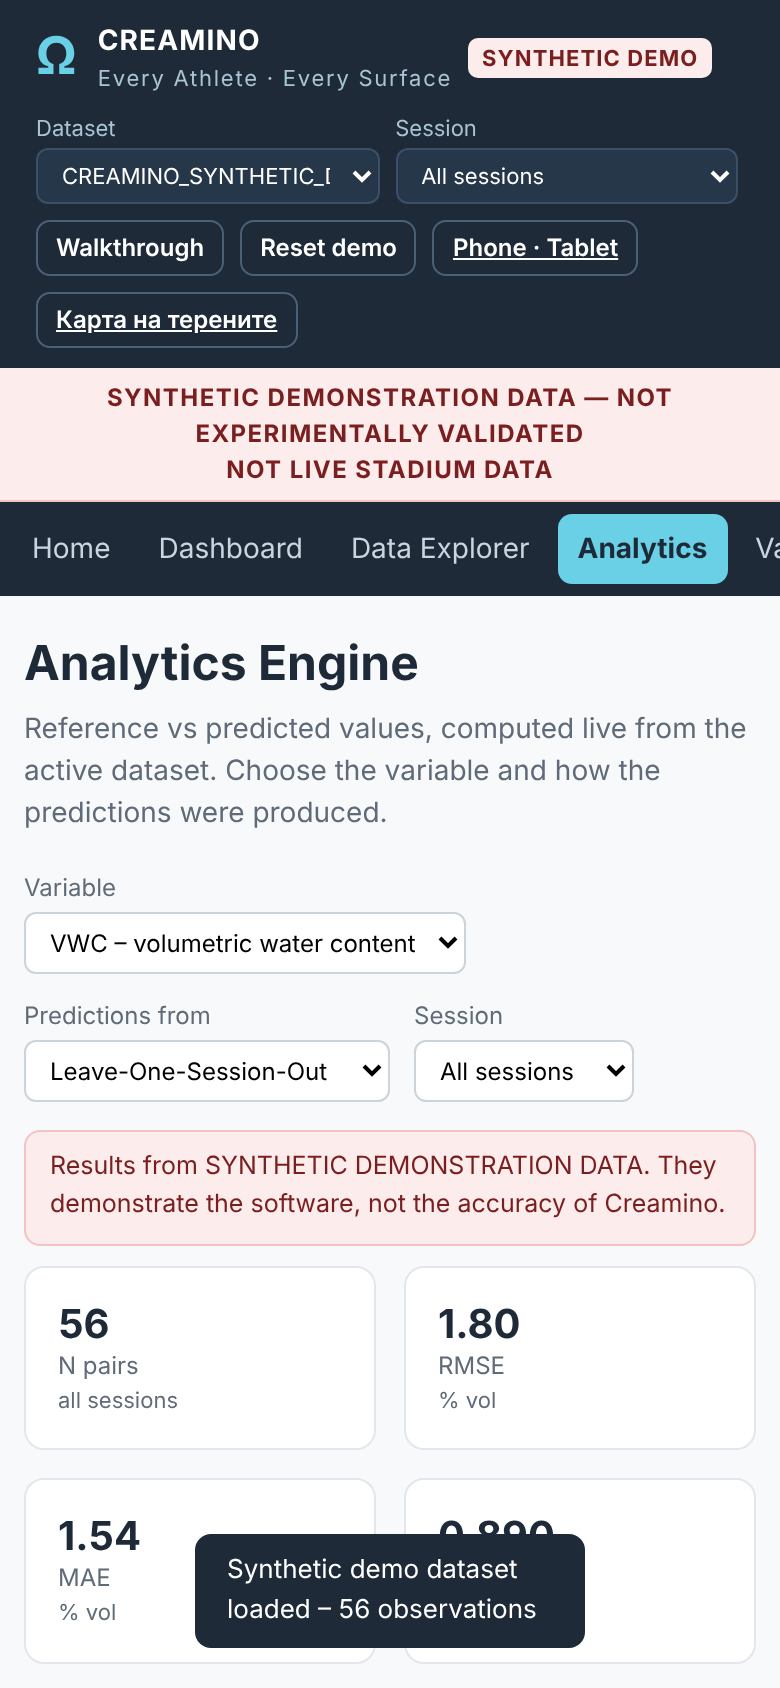 Ω CREAMINO
Every Athlete · Every Surface
SYNTHETIC DEMO
Dataset
Session
CREAMINO_SYNTHETIC_
All sessions
Walkthrough
Reset demo
Phone · Tablet
Карта на терените
SYNTHETIC DEMONSTRATION DATA — NOT
EXPERIMENTALLY VALIDATED
NOT LIVE STADIUM DATA
Home
Dashboard
Data Explorer
Analytics
Analytics Engine
Reference vs predicted values, computed live from the
active dataset. Choose the variable and how the
predictions were produced.
Variable
VWC – volumetric water content
Predictions from
Session
Leave-One-Session-Out
All sessions
Results from SYNTHETIC DEMONSTRATION DATA. They
demonstrate the software, not the accuracy of Creamino.
56
N pairs
all sessions
1.80
RMSE
% vol
1.54
MAE
% vol
Synthetic demo dataset
loaded – 56 observations